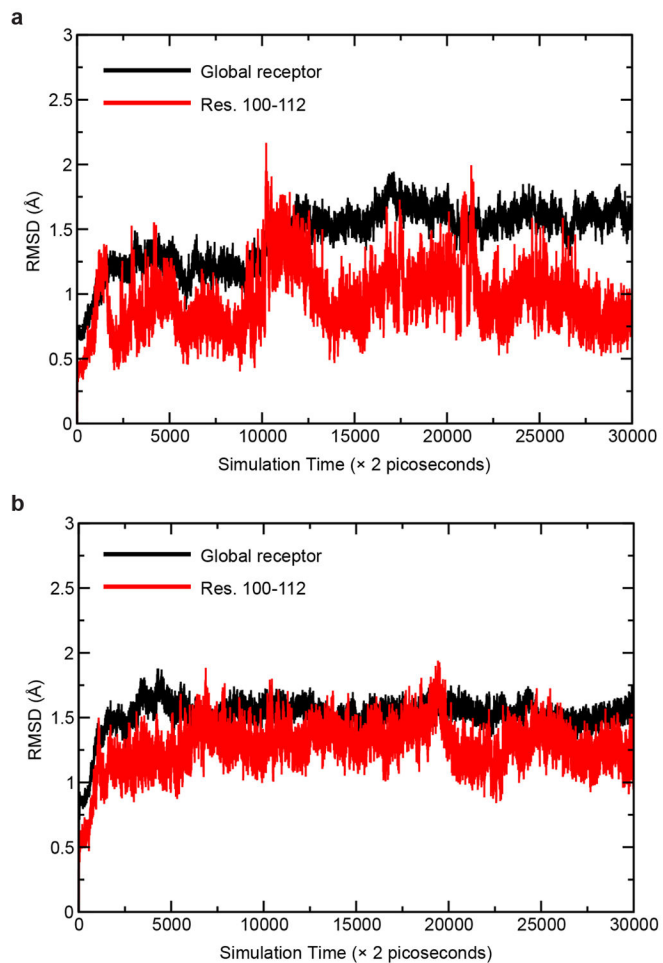 a
3
2.5
2
1.5
1
0.5
0
RMSD (Å)
Global receptor
Res. 100-112
0 5000 10000 15000 20000 25000 30000
Simulation Time (× 2 picoseconds)
b
3
2.5
2
1.5
1
0.5
0
RMSD (Å)
Global receptor
Res. 100-112
0 5000 10000 15000 20000 25000 30000
Simulation Time (× 2 picoseconds)